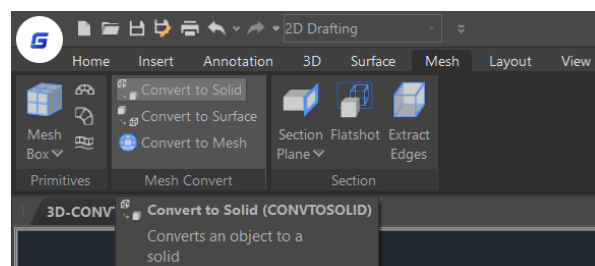 G
2D Drafting
Home Insert Annotation 3D Surface Mesh Layout View
Convert to Solid
Convert to Surface
Convert to Mesh
Mesh
Box
Section
Plane
Flatshot
Extract
Edges
Primitives Mesh Convert Section
3D-CONV
Convert to Solid (CONVTOSOLID)
Converts an object to a
solid